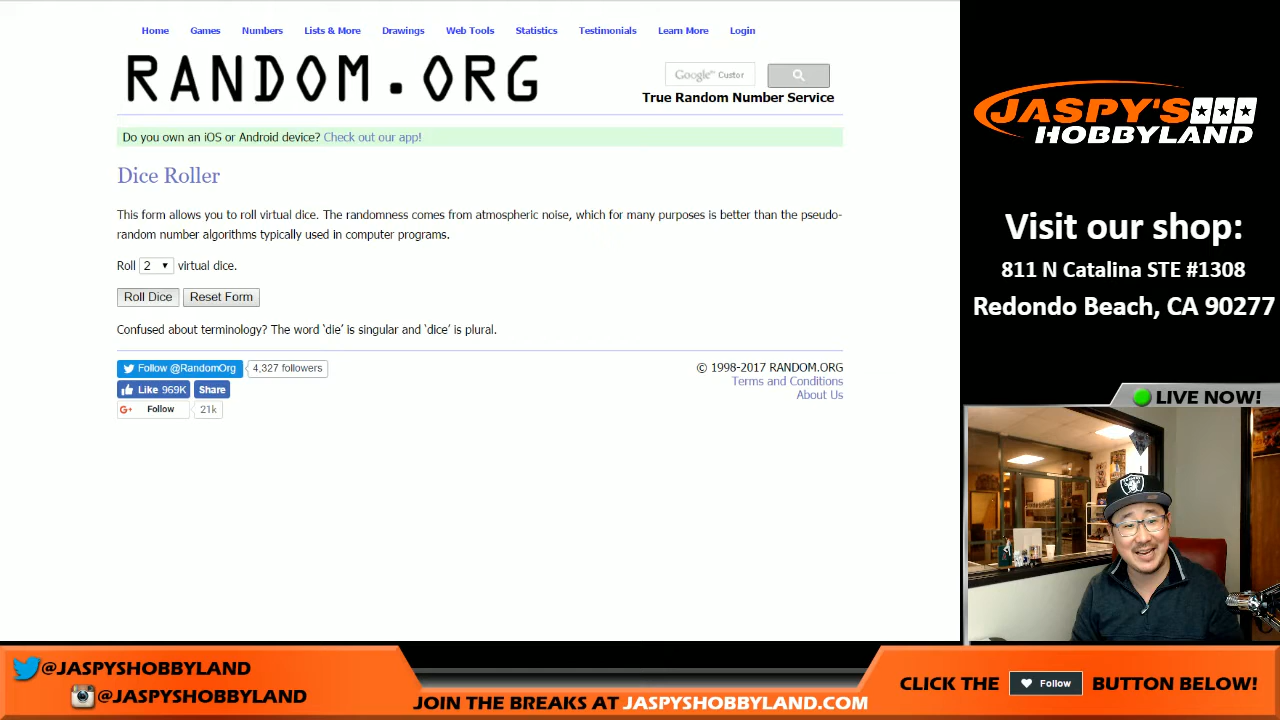 Home Games Numbers Lists & More Drawings Web Tools Statistics Testimonials Learn More Login
RANDOM.ORG
Google™ Custor
True Random Number Service
Do you own an iOS or Android device? Check out our app!
Dice Roller
This form allows you to roll virtual dice. The randomness comes from atmospheric noise, which for many purposes is better than the pseudo-
random number algorithms typically used in computer programs.
Roll 2 virtual dice.
Roll Dice Reset Form
Confused about terminology? The word ‘die’ is singular and ‘dice’ is plural.
Follow @RandomOrg 4,327 followers
Like 969K Share
G+ Follow 21k
© 1998-2017 RANDOM.ORG
Terms and Conditions
About Us
JASPY'S
HOBBYLAND
Visit our shop:
811 N Catalina STE #1308
Redondo Beach, CA 90277
LIVE NOW!
@JASPYSHOBBYLAND
@JASPYSHOBBYLAND
JOIN THE BREAKS AT JASPYSHOBBYLAND.COM
CLICK THE Follow BUTTON BELOW!